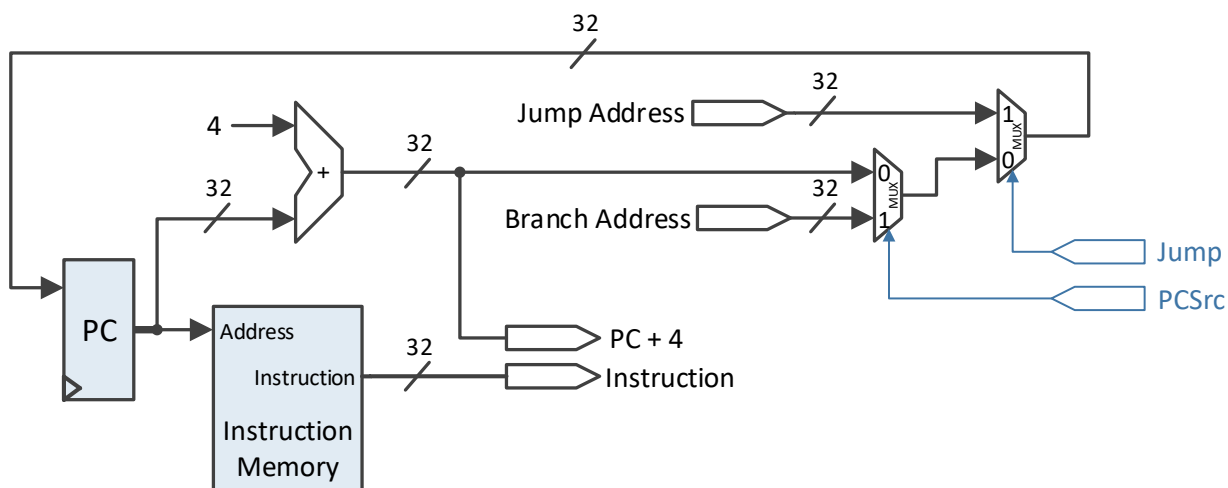 32
32
Jump Address
1
MUX
0
4
+
32
0
MUX
1
32
Branch Address
32
Jump
PCSrc
PC
Address
Instruction
Instruction
Memory
32
PC + 4
Instruction